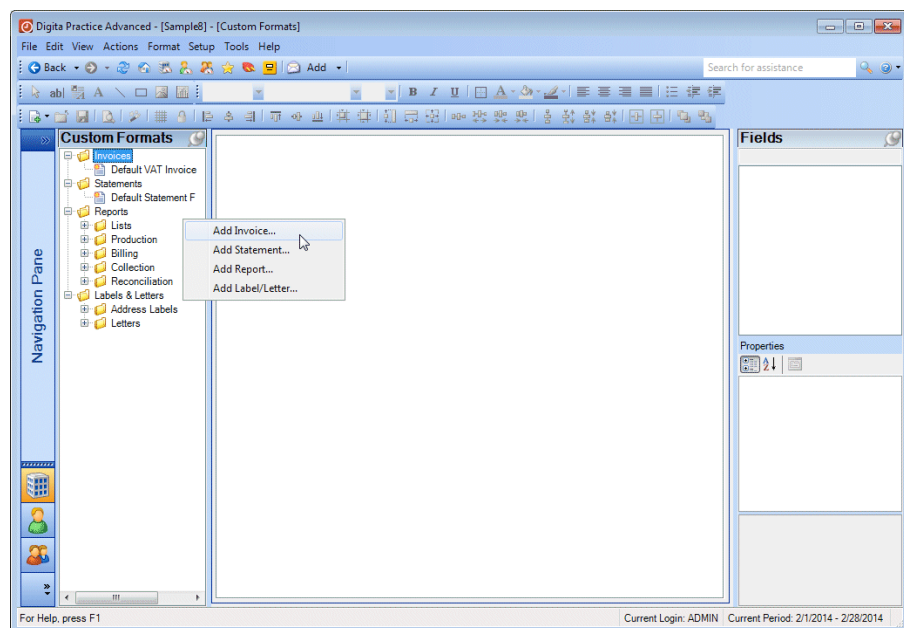 Digita Practice Advanced - [Sample8] - [Custom Formats]
File Edit View Actions Format Setup Tools Help
Back Add Search for assistance
abl A B I U A
Custom Formats
Fields
Invoices
Default VAT Invoice
Statements
Default Statement F
Reports
Lists
Production
Billing
Collection
Reconciliation
Labels & Letters
Address Labels
Letters
Add Invoice...
Add Statement...
Add Report...
Add Label/Letter...
Navigation Pane
Properties
For Help, press F1 Current Login: ADMIN Current Period: 2/1/2014 - 2/28/2014